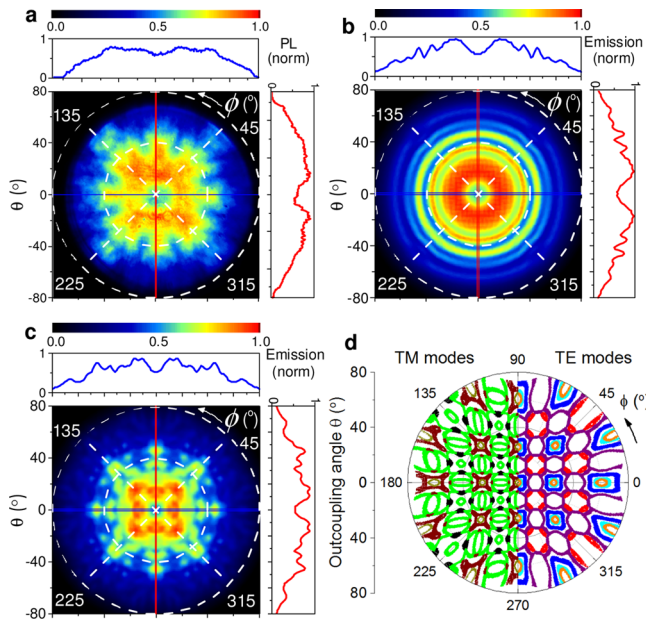 a
0.0 0.5 1.0
PL
(norm)
1
0
0 1
80
40
0
-40
-80
θ (°)
ϕ (°)
135
45
225
315
b
0.0 0.5 1.0
Emission
(norm)
1
0
0 1
80
40
0
-40
-80
θ (°)
ϕ (°)
135
45
225
315
c
0.0 0.5 1.0
Emission
(norm)
1
0
0 1
80
40
0
-40
-80
θ (°)
ϕ (°)
135
45
225
315
d
TM modes 90 TE modes
80
40
0
40
80
Outcoupling angle θ (°)
135
45
ϕ (°)
180
0
225
315
270